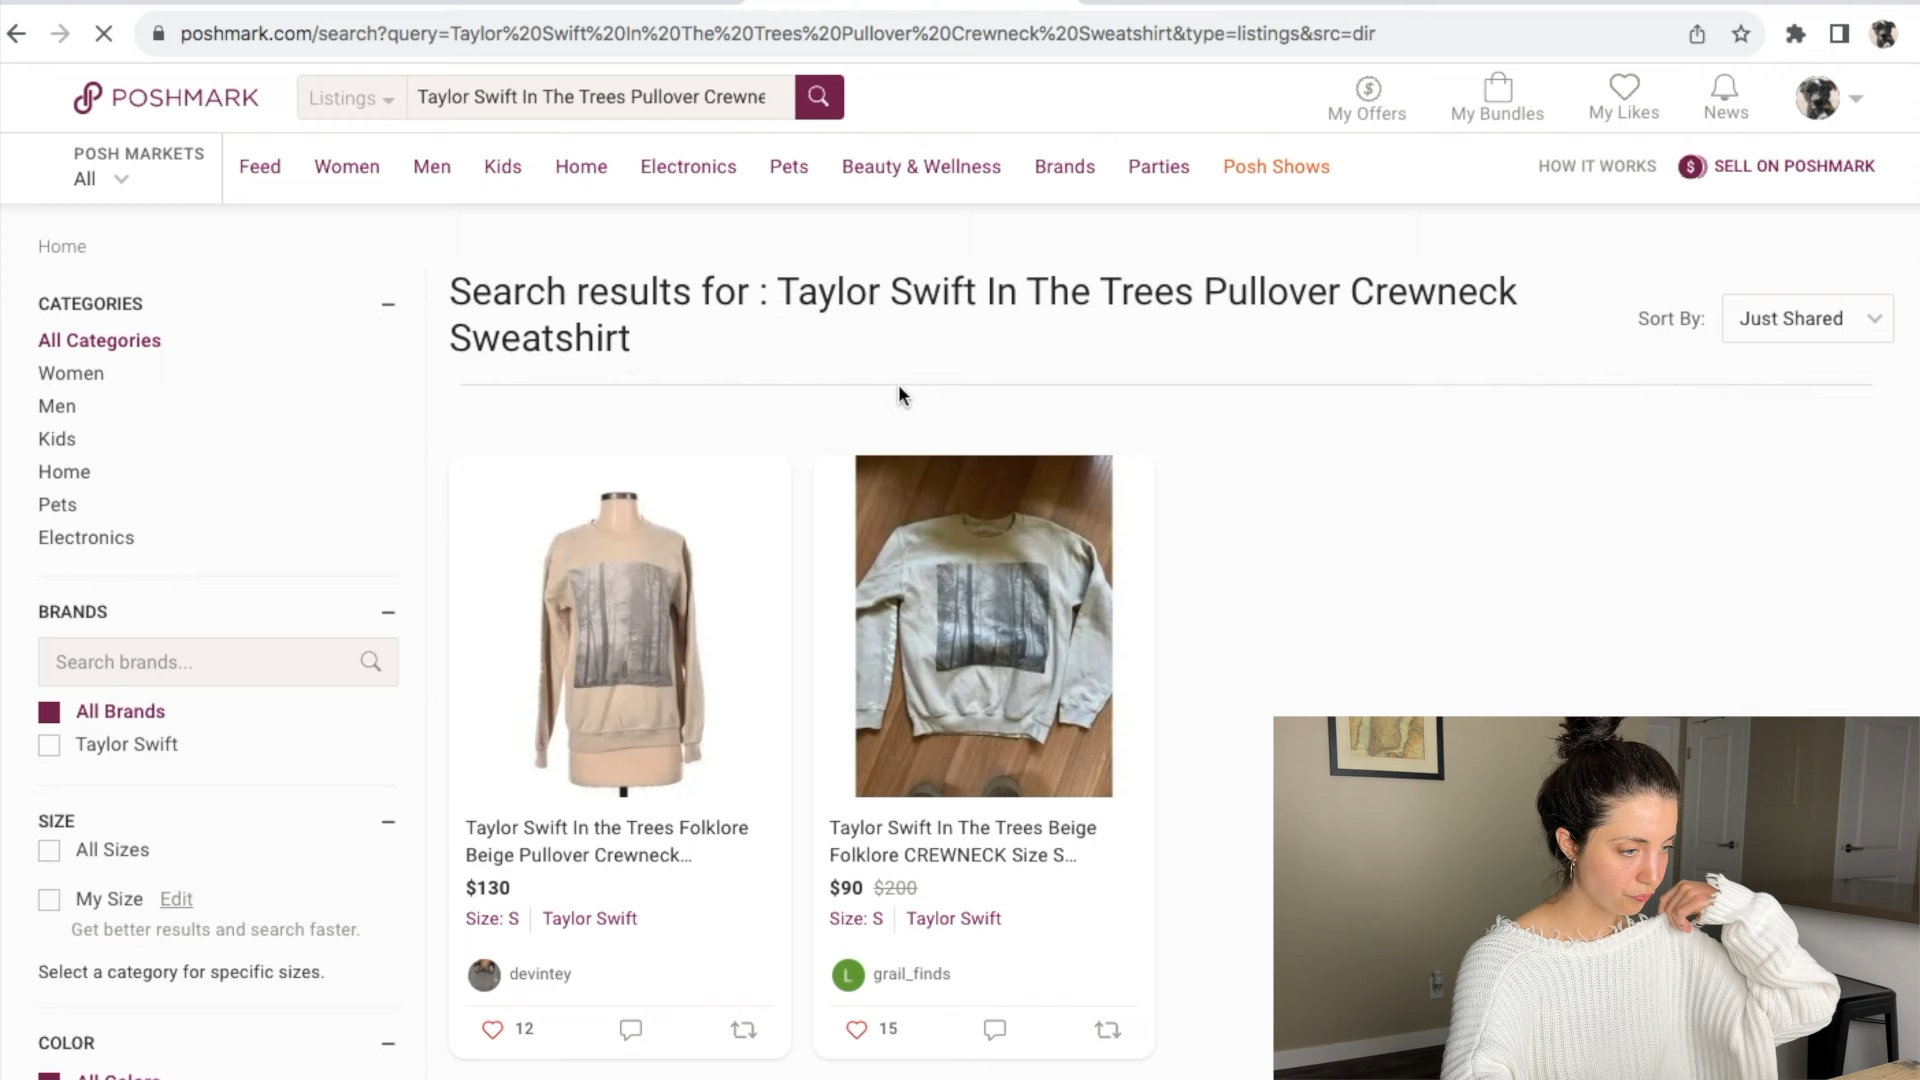 poshmark.com/search?query=Taylor%20Swift%20In%20The%20Trees%20Pullover%20Crewneck%20Sweatshirt&type=listings&src=dir
POSHMARK
Listings
Taylor Swift In The Trees Pullover Crewne
My Offers
My Bundles
My Likes
News
POSH MARKETS
All
Feed
Women
Men
Kids
Home
Electronics
Pets
Beauty & Wellness
Brands
Parties
Posh Shows
HOW IT WORKS
$ SELL ON POSHMARK
Home
CATEGORIES
All Categories
Women
Men
Kids
Home
Pets
Electronics
BRANDS
Search brands...
All Brands
Taylor Swift
SIZE
All Sizes
My Size Edit
Get better results and search faster.
Select a category for specific sizes.
COLOR
All Colors
Search results for : Taylor Swift In The Trees Pullover Crewneck
Sweatshirt
Sort By: Just Shared
Taylor Swift In the Trees Folklore
Beige Pullover Crewneck...
$130
Size: S Taylor Swift
devintey
12
Taylor Swift In The Trees Beige
Folklore CREWNECK Size S...
$90 $200
Size: S Taylor Swift
L grail_finds
15